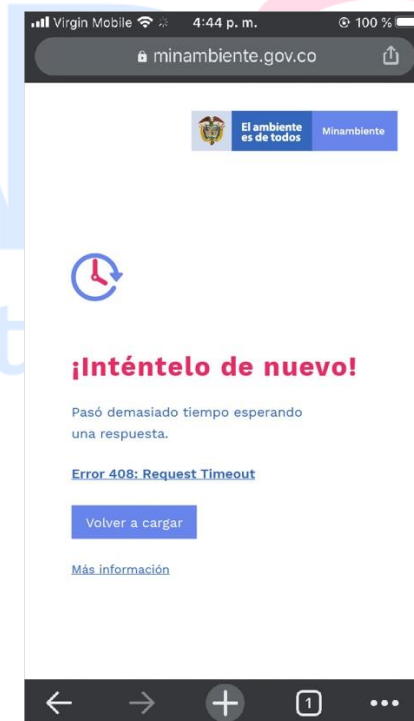 Virgin Mobile 4:44 p. m. 100 %
minambiente.gov.co
El ambiente
es de todos
Minambiente
¡Inténtelo de nuevo!
Pasó demasiado tiempo esperando
una respuesta.
Error 408: Request Timeout
Volver a cargar
Más información
1